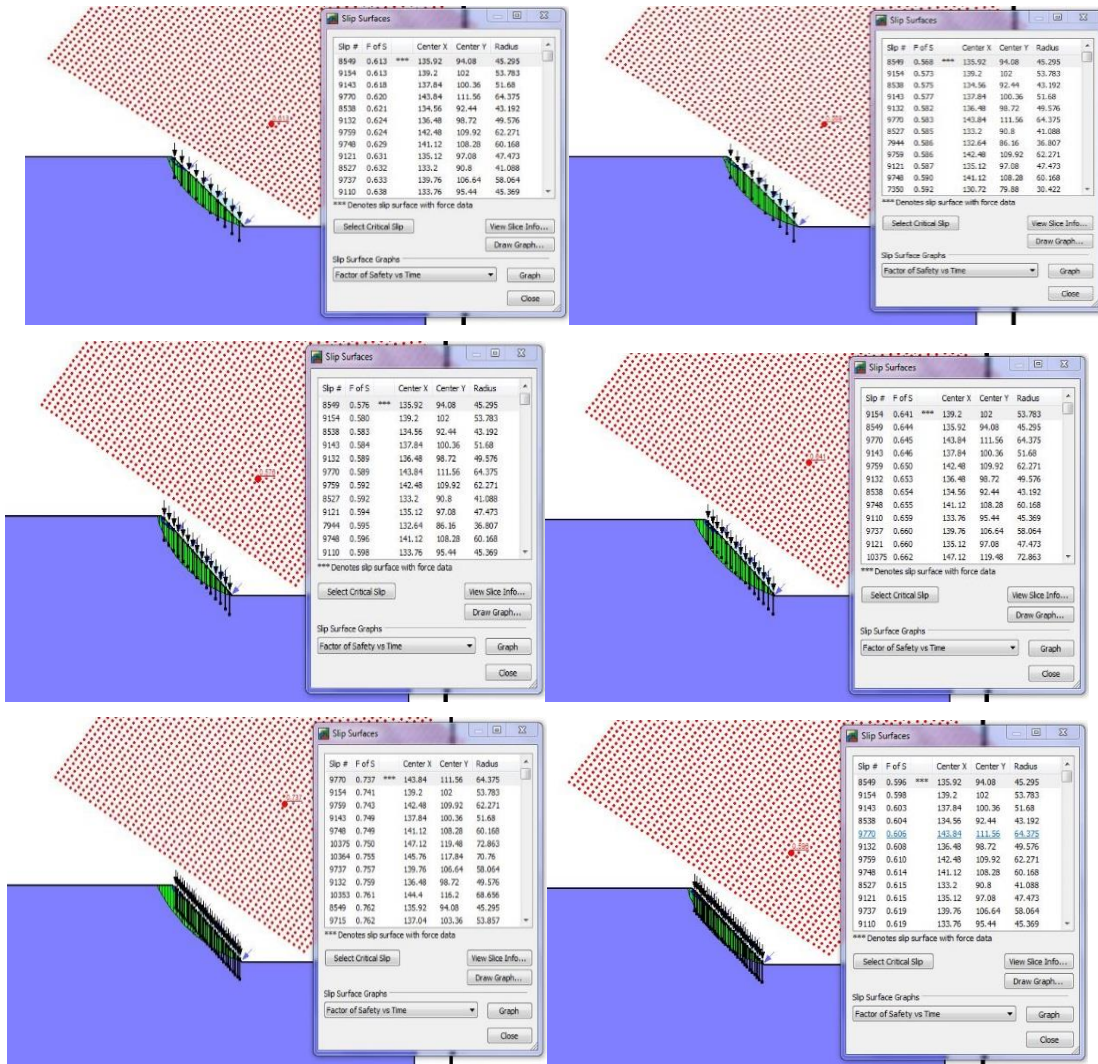 Slip Surfaces
Slip # F of S Center X Center Y Radius
8549 0.613 *** 135.92 94.08 45.295
9154 0.613 139.2 102 53.783
9143 0.618 137.84 100.36 51.68
9770 0.620 143.84 111.56 64.375
8538 0.621 134.56 92.44 43.192
9132 0.624 136.48 98.72 49.576
9759 0.624 142.48 109.92 62.271
9748 0.629 141.12 108.28 60.168
9121 0.631 135.12 97.08 47.473
8527 0.632 133.2 90.8 41.088
9737 0.633 139.76 106.64 58.064
9110 0.638 133.76 95.44 45.369
*** Denotes slip surface with force data
Select Critical Slip View Slice Info...
Draw Graph...
Slip Surface Graphs
Factor of Safety vs Time Graph
Close
Slip Surfaces
Slip # F of S Center X Center Y Radius
8549 0.568 *** 135.92 94.08 45.295
9154 0.573 139.2 102 53.783
8538 0.575 134.56 92.44 43.192
9143 0.577 137.84 100.36 51.68
9132 0.582 136.48 98.72 49.576
9770 0.583 143.84 111.56 64.375
8527 0.585 133.2 90.8 41.088
7944 0.586 132.64 86.16 36.807
9759 0.586 142.48 109.92 62.271
9121 0.587 135.12 97.08 47.473
9748 0.590 141.12 108.28 60.168
7350 0.592 130.72 79.88 30.422
*** Denotes slip surface with force data
Select Critical Slip View Slice Info...
Draw Graph...
Slip Surface Graphs
Factor of Safety vs Time Graph
Close
Slip Surfaces
Slip # F of S Center X Center Y Radius
8549 0.576 *** 135.92 94.08 45.295
9154 0.580 139.2 102 53.783
8538 0.583 134.56 92.44 43.192
9143 0.584 137.84 100.36 51.68
9132 0.589 136.48 98.72 49.576
9770 0.589 143.84 111.56 64.375
9759 0.592 142.48 109.92 62.271
8527 0.592 133.2 90.8 41.088
9121 0.594 135.12 97.08 47.473
7944 0.595 132.64 86.16 36.807
9748 0.596 141.12 108.28 60.168
9110 0.598 133.76 95.44 45.369
*** Denotes slip surface with force data
Select Critical Slip View Slice Info...
Draw Graph...
Slip Surface Graphs
Factor of Safety vs Time Graph
Close
Slip Surfaces
Slip # F of S Center X Center Y Radius
9154 0.641 *** 139.2 102 53.783
8549 0.644 135.92 94.08 45.295
9770 0.645 143.84 111.56 64.375
9143 0.646 137.84 100.36 51.68
9759 0.650 142.48 109.92 62.271
9132 0.653 136.48 98.72 49.576
8538 0.654 134.56 92.44 43.192
9748 0.655 141.12 108.28 60.168
9110 0.659 133.76 95.44 45.369
9737 0.660 139.76 106.64 58.064
9121 0.660 135.12 97.08 47.473
10375 0.662 147.12 119.48 72.863
*** Denotes slip surface with force data
Select Critical Slip View Slice Info...
Draw Graph...
Slip Surface Graphs
Factor of Safety vs Time Graph
Close
Slip Surfaces
Slip # F of S Center X Center Y Radius
9770 0.737 *** 143.84 111.56 64.375
9154 0.741 139.2 102 53.783
9759 0.743 142.48 109.92 62.271
9143 0.749 137.84 100.36 51.68
9748 0.749 141.12 108.28 60.168
10375 0.750 147.12 119.48 72.863
10364 0.755 145.76 117.84 70.76
9737 0.757 139.76 106.64 58.064
9132 0.759 136.48 98.72 49.576
10353 0.761 144.4 116.2 68.656
8549 0.762 135.92 94.08 45.295
9715 0.762 137.04 103.36 53.857
*** Denotes slip surface with force data
Select Critical Slip View Slice Info...
Draw Graph...
Slip Surface Graphs
Factor of Safety vs Time Graph
Close
Slip Surfaces
Slip # F of S Center X Center Y Radius
8549 0.596 *** 135.92 94.08 45.295
9154 0.598 139.2 102 53.783
9143 0.603 137.84 100.36 51.68
8538 0.604 134.56 92.44 43.192
9770 0.606 143.84 111.56 64.375
9132 0.608 136.48 98.72 49.576
9759 0.610 142.48 109.92 62.271
9748 0.614 141.12 108.28 60.168
8527 0.615 133.2 90.8 41.088
9121 0.615 135.12 97.08 47.473
9737 0.619 139.76 106.64 58.064
9110 0.619 133.76 95.44 45.369
*** Denotes slip surface with force data
Select Critical Slip View Slice Info...
Draw Graph...
Slip Surface Graphs
Factor of Safety vs Time Graph
Close